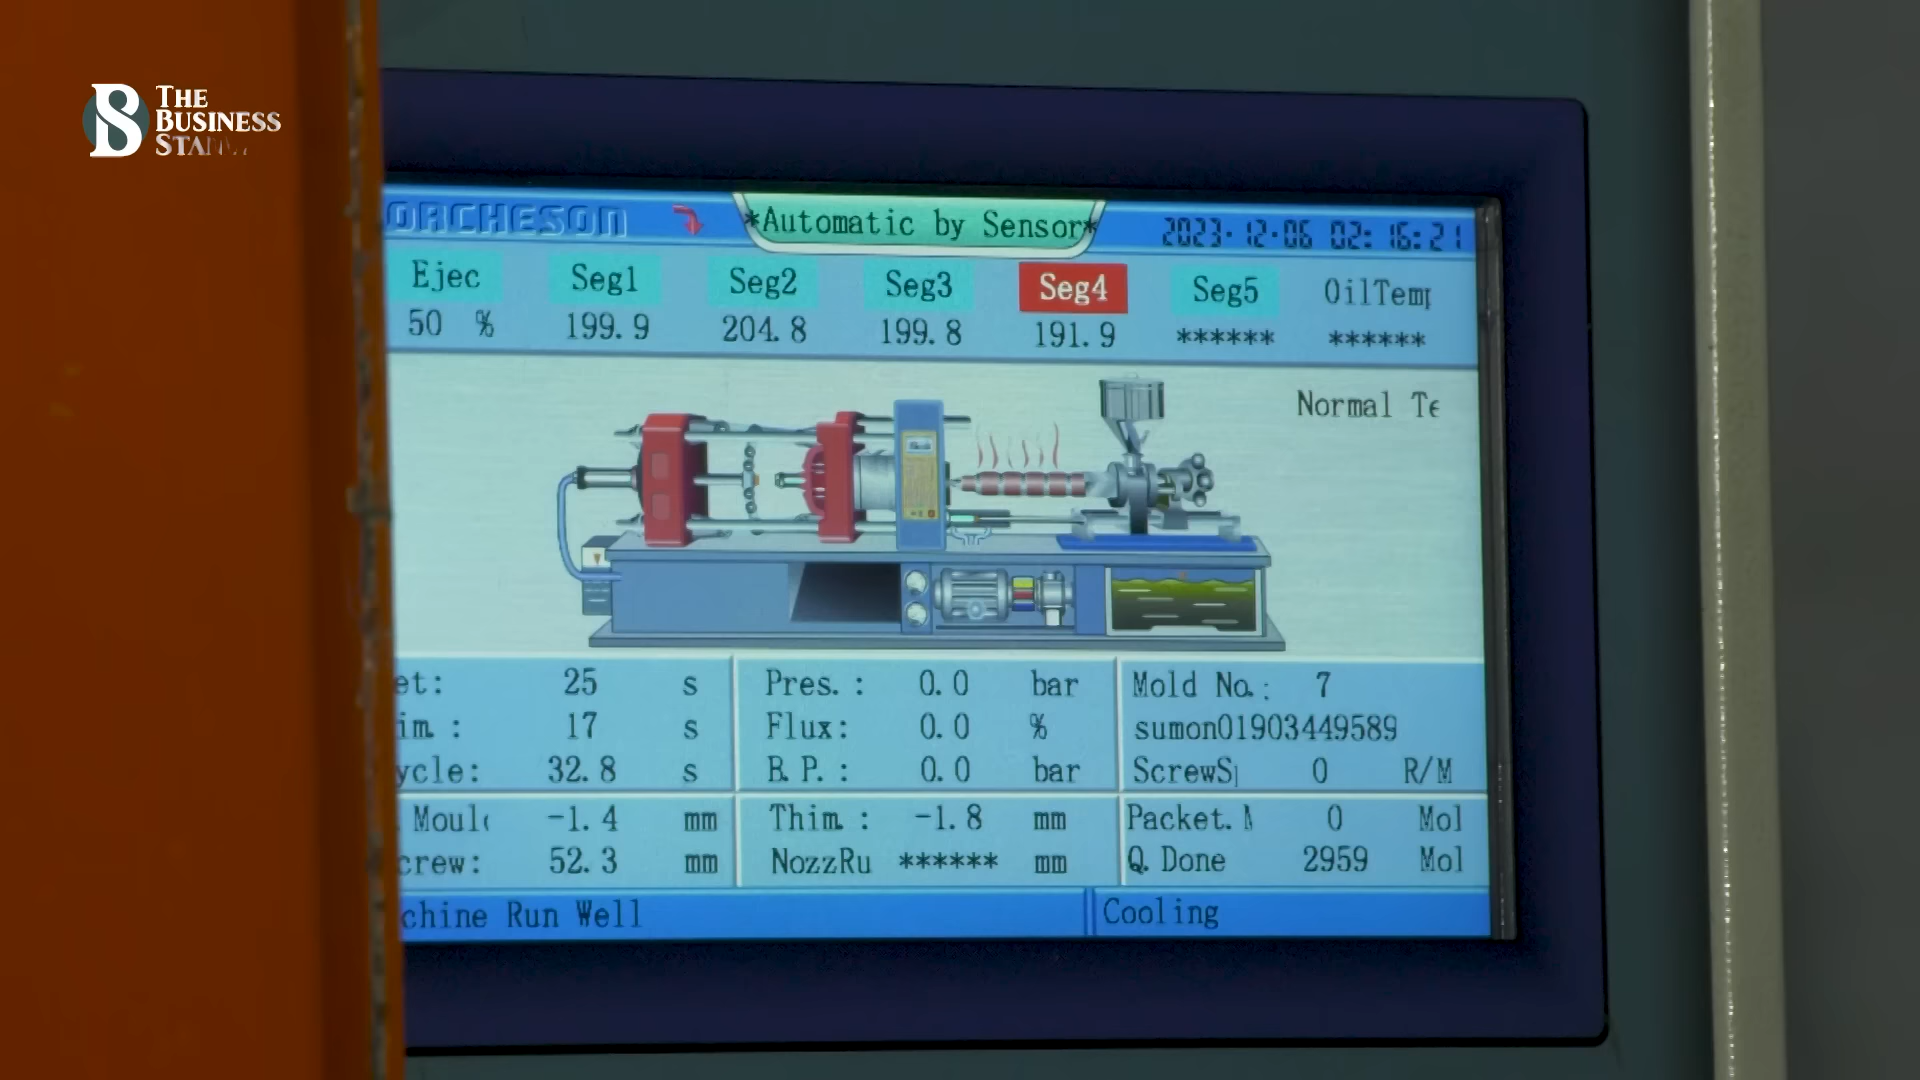 THE
BUSINESS
STAN
ORCHESON *Automatic by Sensor* 2023-12-06 02:16:21
Ejec Seg1 Seg2 Seg3 Seg4 Seg5 OilTemp
50 % 199.9 204.8 199.8 191.9 ****** ******
Normal Te
et: 25 s Pres.: 0.0 bar Mold No.: 7
im.: 17 s Flux: 0.0 % sumon01903449589
ycle: 32.8 s B.P.: 0.0 bar ScrewSp 0 R/M
Moul -1.4 mm Thim.: -1.8 mm Packet. 0 Mol
crew: 52.3 mm NozzRu ****** mm Q.Done 2959 Mol
chine Run Well Cooling